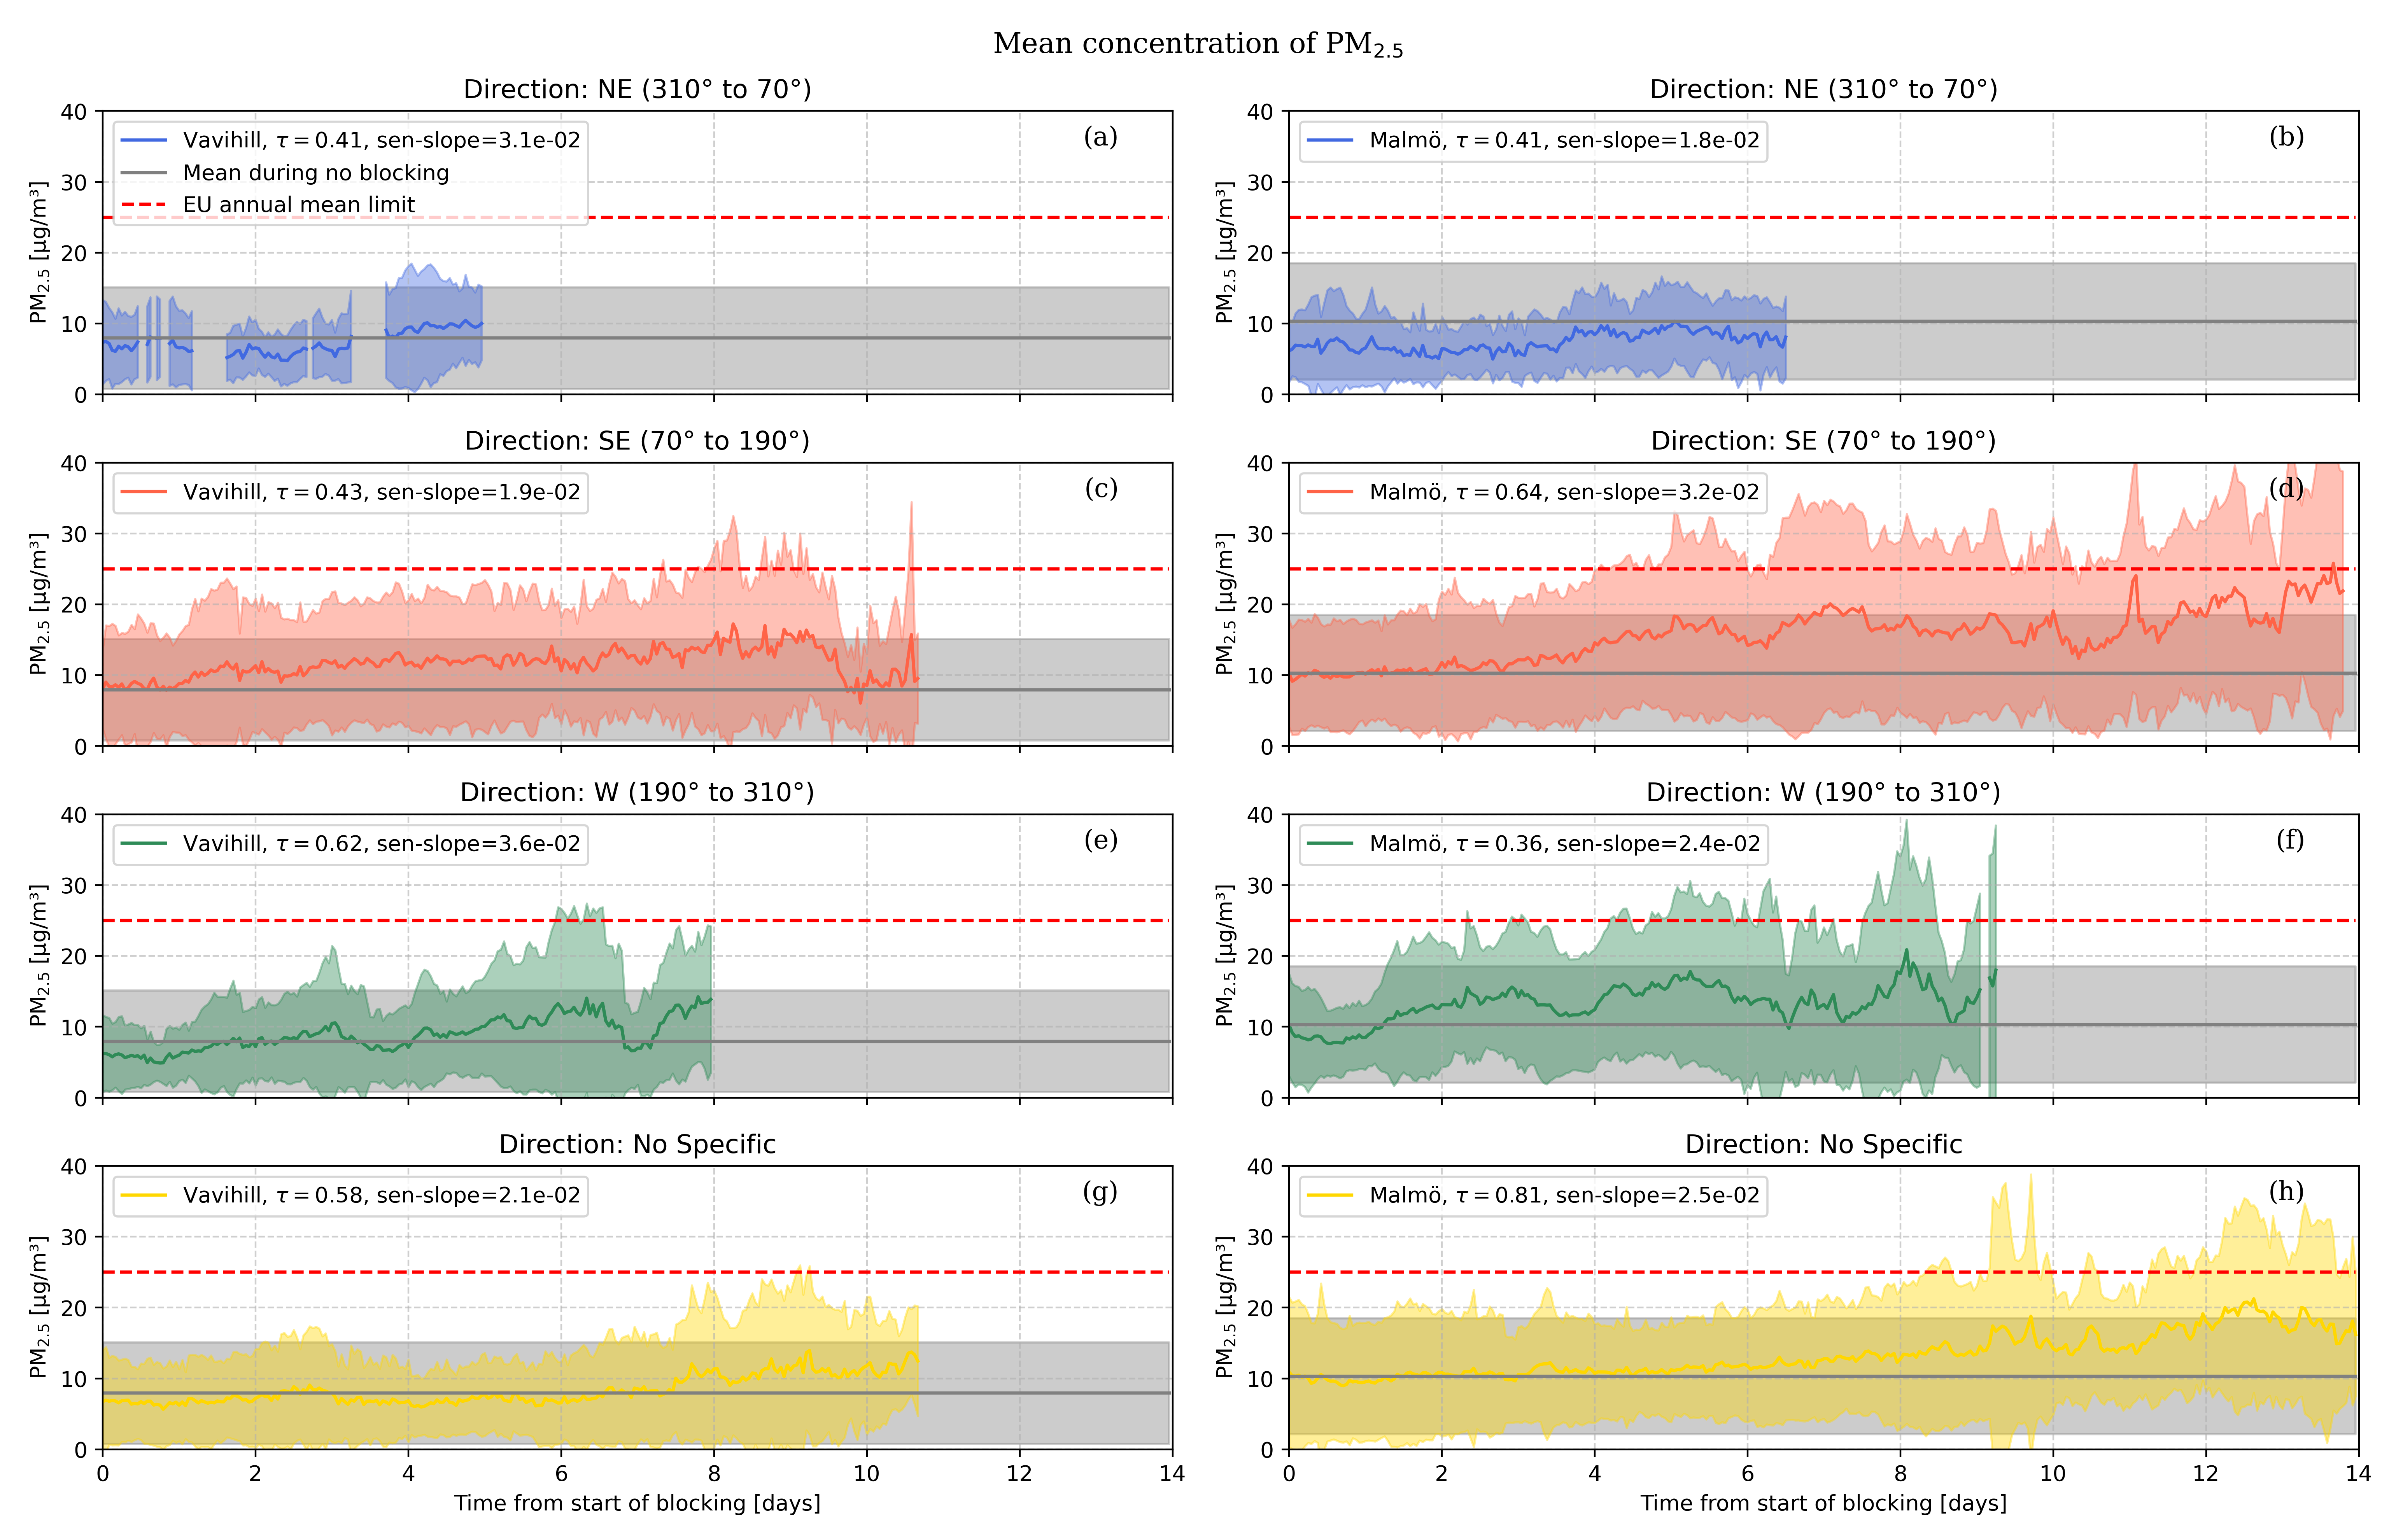 Mean concentration of PM₂.₅
Direction: NE (310° to 70°)
PM₂.₅ [µg/m³]
40
30
20
10
0
Vavihill, τ = 0.41, sen-slope=3.1e-02
Mean during no blocking
EU annual mean limit
(a)
Direction: NE (310° to 70°)
PM₂.₅ [µg/m³]
40
30
20
10
0
Malmö, τ = 0.41, sen-slope=1.8e-02
(b)
Direction: SE (70° to 190°)
PM₂.₅ [µg/m³]
40
30
20
10
0
Vavihill, τ = 0.43, sen-slope=1.9e-02
(c)
Direction: SE (70° to 190°)
PM₂.₅ [µg/m³]
40
30
20
10
0
Malmö, τ = 0.64, sen-slope=3.2e-02
(d)
Direction: W (190° to 310°)
PM₂.₅ [µg/m³]
40
30
20
10
0
Vavihill, τ = 0.62, sen-slope=3.6e-02
(e)
Direction: W (190° to 310°)
PM₂.₅ [µg/m³]
40
30
20
10
0
Malmö, τ = 0.36, sen-slope=2.4e-02
(f)
Direction: No Specific
PM₂.₅ [µg/m³]
40
30
20
10
0
Vavihill, τ = 0.58, sen-slope=2.1e-02
(g)
0 2 4 6 8 10 12 14
Time from start of blocking [days]
Direction: No Specific
PM₂.₅ [µg/m³]
40
30
20
10
0
Malmö, τ = 0.81, sen-slope=2.5e-02
(h)
0 2 4 6 8 10 12 14
Time from start of blocking [days]